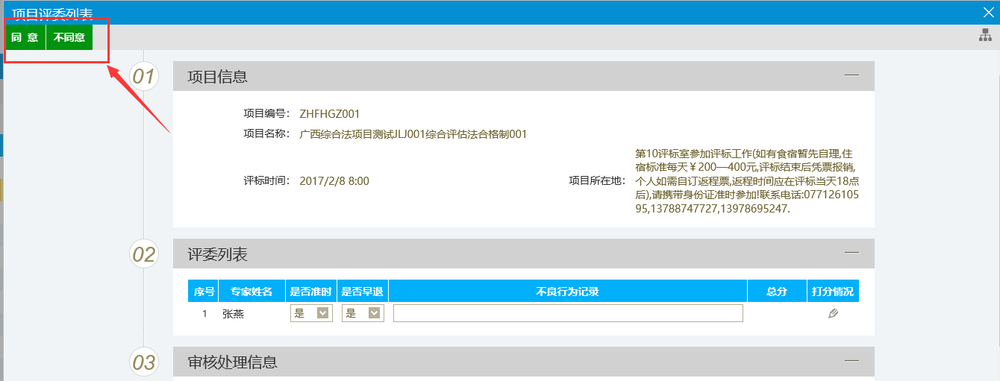 项目评委列表
同 意 不同意
01 项目信息
项目编号： ZHFHGZ001
项目名称： 广西综合法项目测试JLJ001综合评估法合格制001
评标时间： 2017/2/8 8:00
项目所在地：
第10评标室参加评标工作(如有食宿暂先自理,住
宿标准每天￥200—400元,评标结束后凭票报销,
个人如需自订返程票,返程时间应在评标当天18点
后),请携带身份证准时参加!联系电话:07712610
595,13788747727,13978695247.
02 评委列表
序号 专家姓名 是否准时 是否早退 不良行为记录 总分 打分情况
1 张燕 是 是
03 审核处理信息